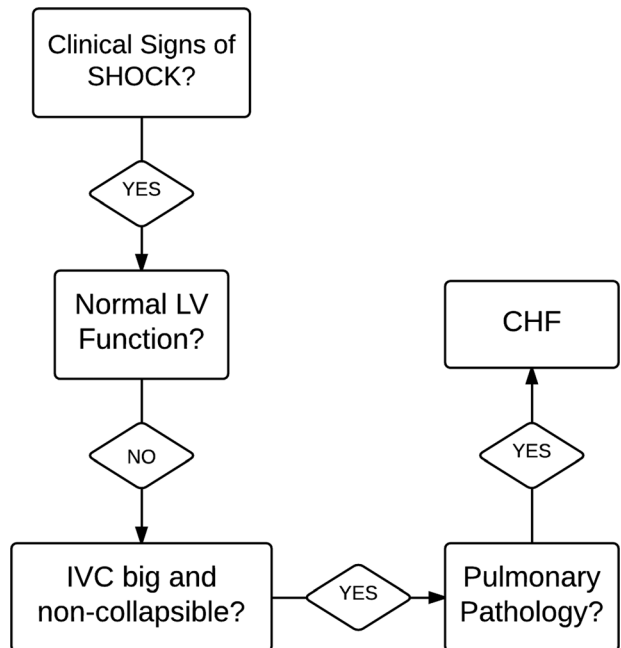 Clinical Signs of
SHOCK?
YES
Normal LV
Function?
NO
IVC big and
non-collapsible?
YES
Pulmonary
Pathology?
YES
CHF